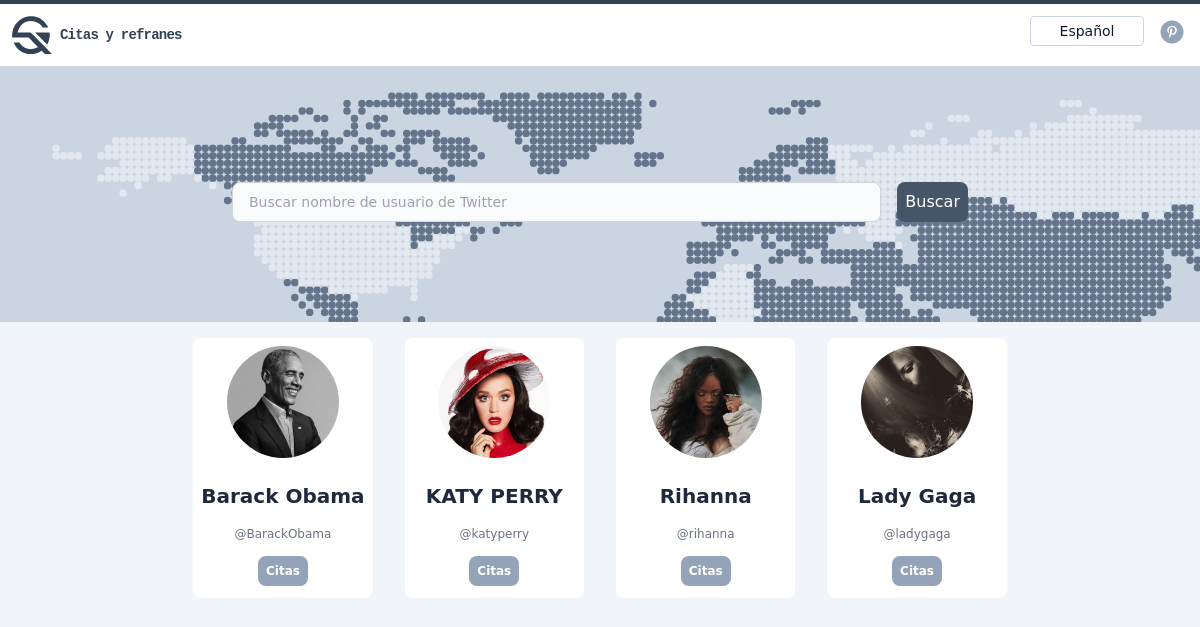 Citas y refranes
Español
Buscar nombre de usuario de Twitter
Buscar
Barack Obama
@BarackObama
Citas
KATY PERRY
@katyperry
Citas
Rihanna
@rihanna
Citas
Lady Gaga
@ladygaga
Citas